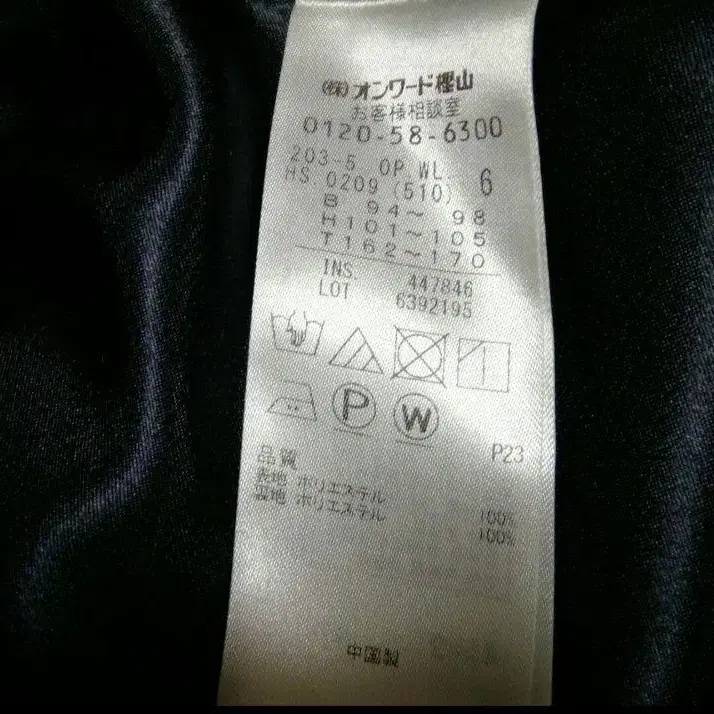 (株)オンワード樫山
お客様相談室
0120-58-6300
203-5 OP.WL. 6
HS.0209 (510)
B 94〜 98
H101〜105
T162〜170
INS. 447846
LOT 6392195
P
W
P23
品質
表地 ポリエステル 100%
裏地 ポリエステル 100%
中国製